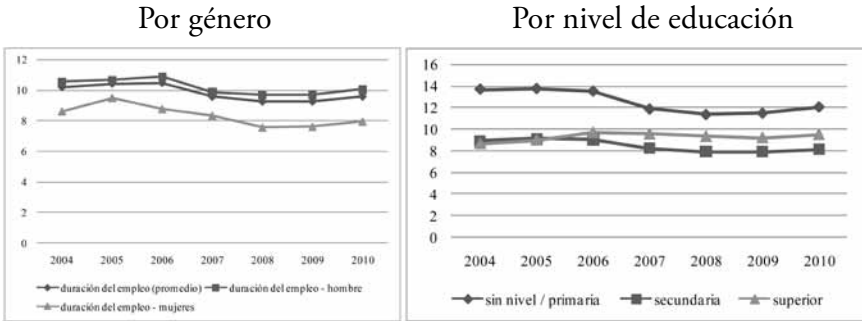 Por género
12
10
8
6
4
2
0
2004 2005 2006 2007 2008 2009 2010
duración del empleo (promedio) duración del empleo - hombre
duración del empleo - mujeres
Por nivel de educación
16
14
12
10
8
6
4
2
0
2004 2005 2006 2007 2008 2009 2010
sin nivel / primaria secundaria superior